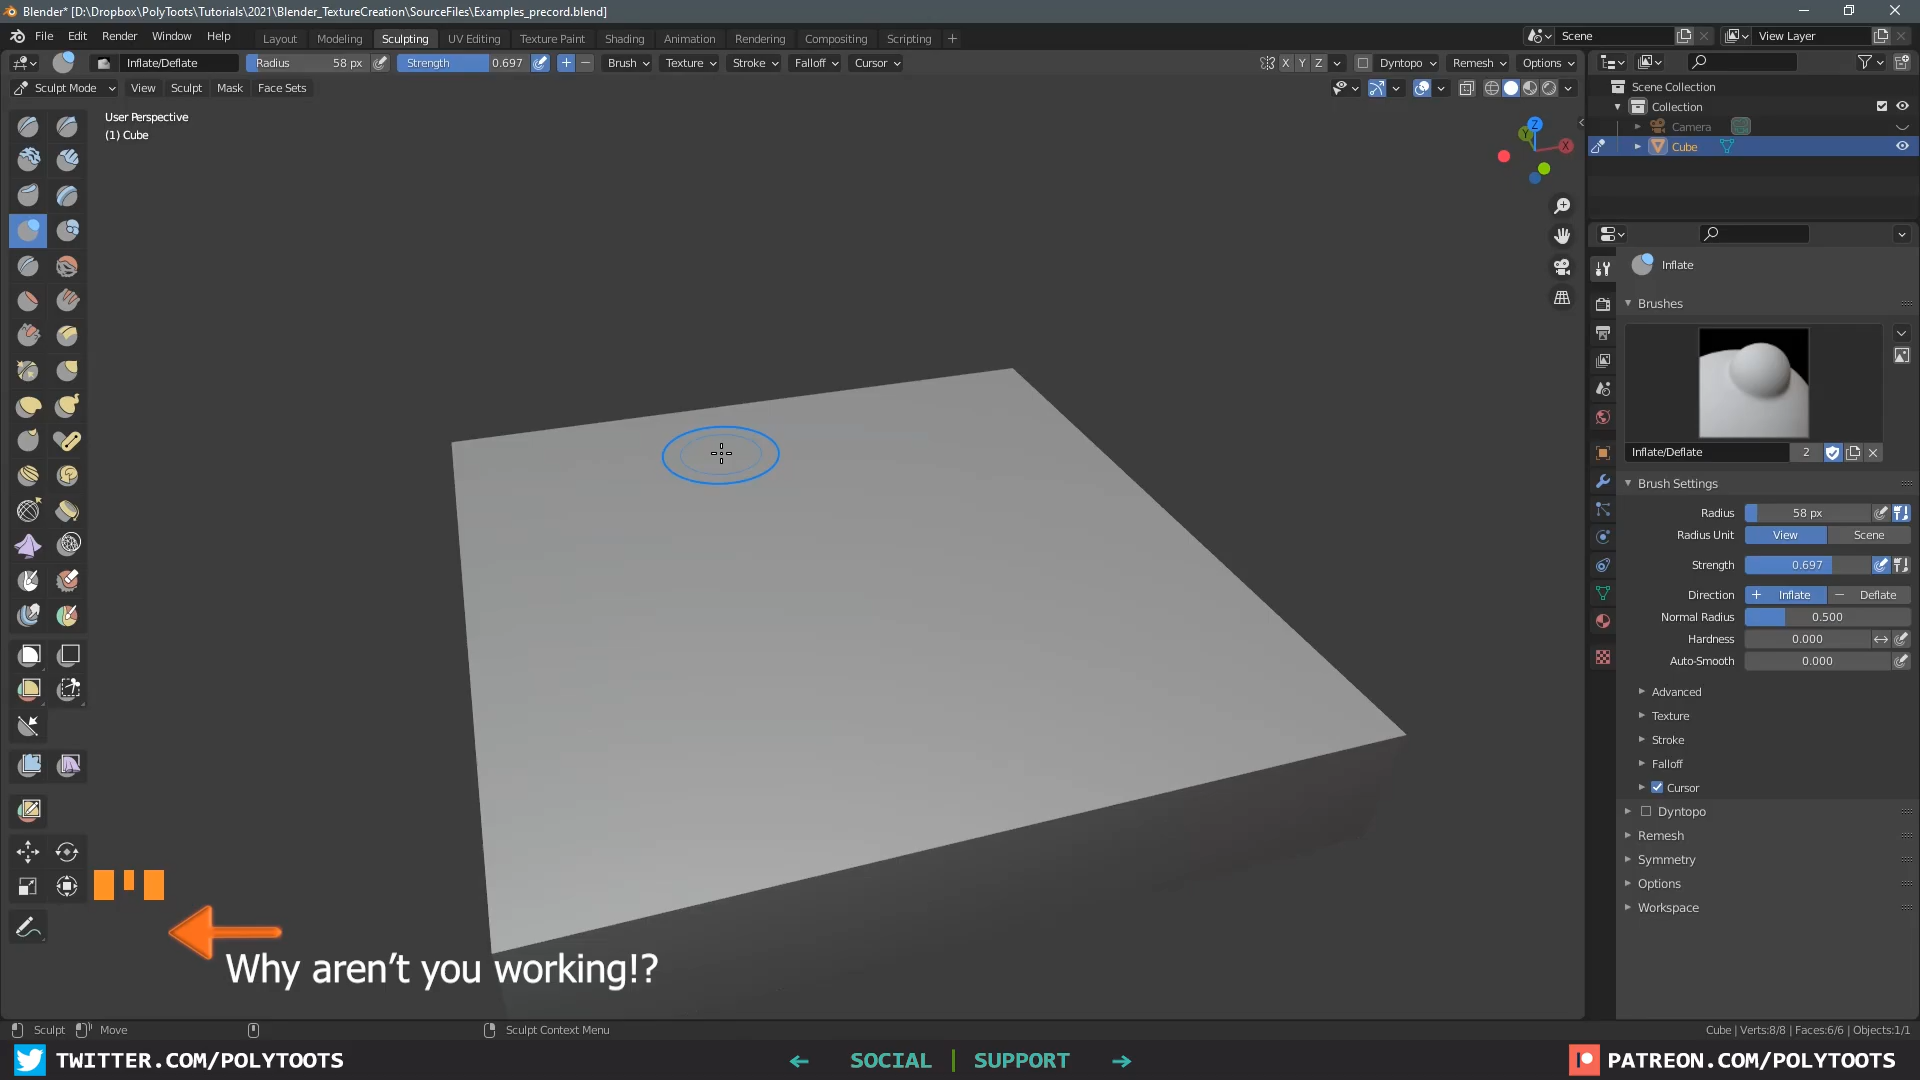 Blender* [D:\Dropbox\PolyToots\Tutorials\2021\Blender_TextureCreation\SourceFiles\Examples_precord.blend]
File Edit Render Window Help Layout Modeling Sculpting UV Editing Texture Paint Shading Animation Rendering Compositing Scripting + Scene View Layer
Inflate/Deflate Radius 58 px Strength 0.697 Brush Texture Stroke Falloff Cursor X Y Z Dyntopo Remesh Options
Sculpt Mode View Sculpt Mask Face Sets
User Perspective
(1) Cube
Z
Y
X
Scene Collection
Collection
Camera
Cube
Inflate
Brushes
Inflate/Deflate 2
Brush Settings
Radius 58 px
Radius Unit View Scene
Strength 0.697
Direction + Inflate − Deflate
Normal Radius 0.500
Hardness 0.000
Auto-Smooth 0.000
Advanced
Texture
Stroke
Falloff
Cursor
Dyntopo
Remesh
Symmetry
Options
Workspace
Why aren't you working!?
Sculpt Move Sculpt Context Menu Cube | Verts:8/8 | Faces:6/6 | Objects:1/1
TWITTER.COM/POLYTOOTS ← SOCIAL | SUPPORT → PATREON.COM/POLYTOOTS